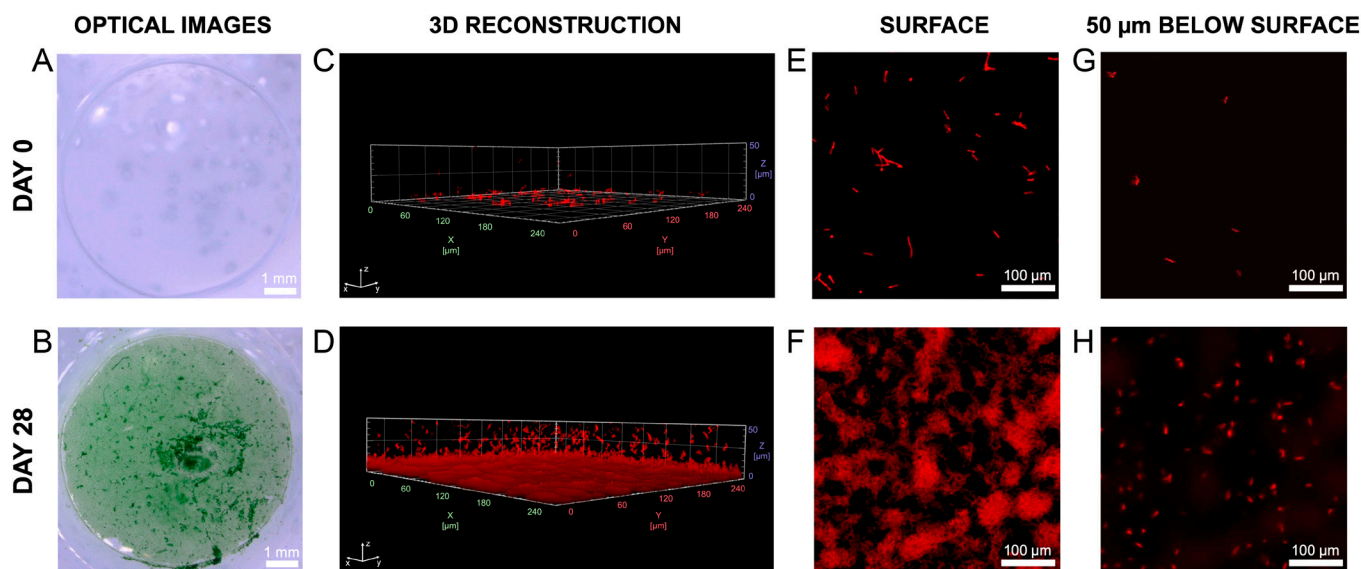 OPTICAL IMAGES
3D RECONSTRUCTION
SURFACE
50 µm BELOW SURFACE
DAY 0
A
1 mm
C
50
Z
[µm]
0
0
60
120
180
240
X
[µm]
0
60
120
180
240
Y
[µm]
z
x
y
E
100 µm
G
100 µm
DAY 28
B
1 mm
D
50
Z
[µm]
0
0
60
120
180
240
X
[µm]
0
60
120
180
240
Y
[µm]
z
x
y
F
100 µm
H
100 µm